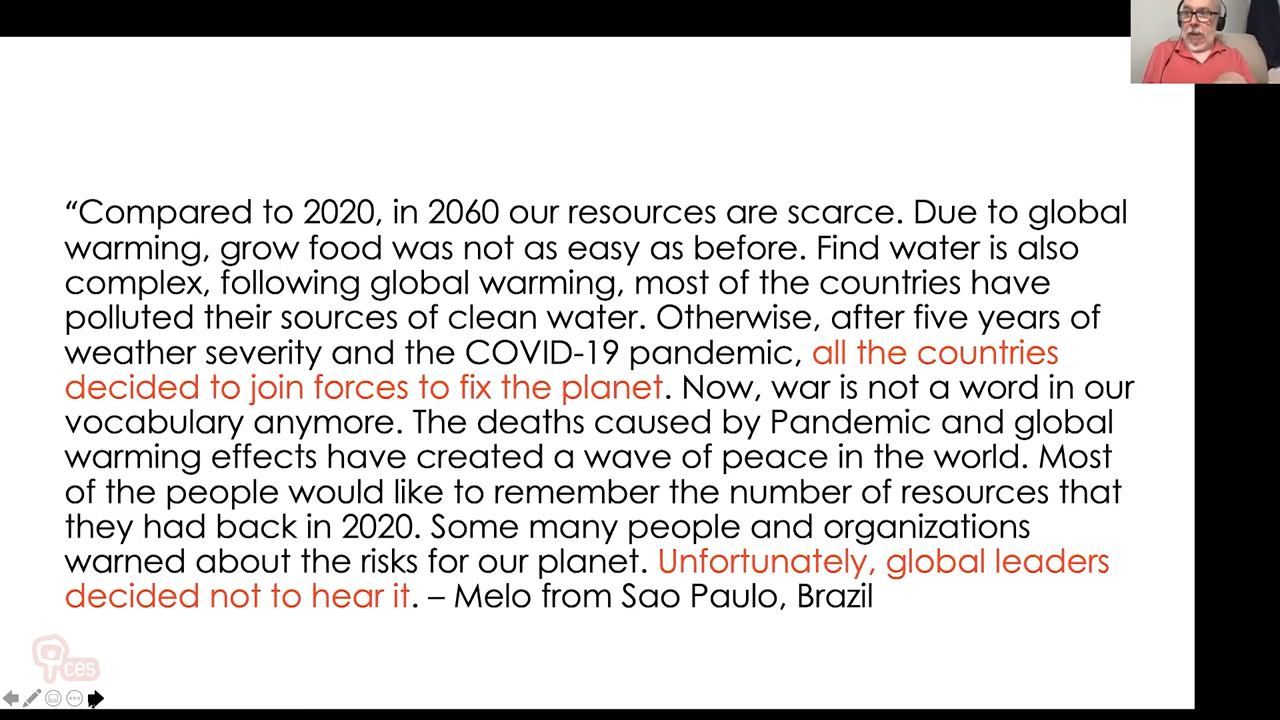 “Compared to 2020, in 2060 our resources are scarce. Due to global
warming, grow food was not as easy as before. Find water is also
complex, following global warming, most of the countries have
polluted their sources of clean water. Otherwise, after five years of
weather severity and the COVID-19 pandemic, all the countries
decided to join forces to fix the planet. Now, war is not a word in our
vocabulary anymore. The deaths caused by Pandemic and global
warming effects have created a wave of peace in the world. Most
of the people would like to remember the number of resources that
they had back in 2020. Some many people and organizations
warned about the risks for our planet. Unfortunately, global leaders
decided not to hear it. – Melo from Sao Paulo, Brazil
ces